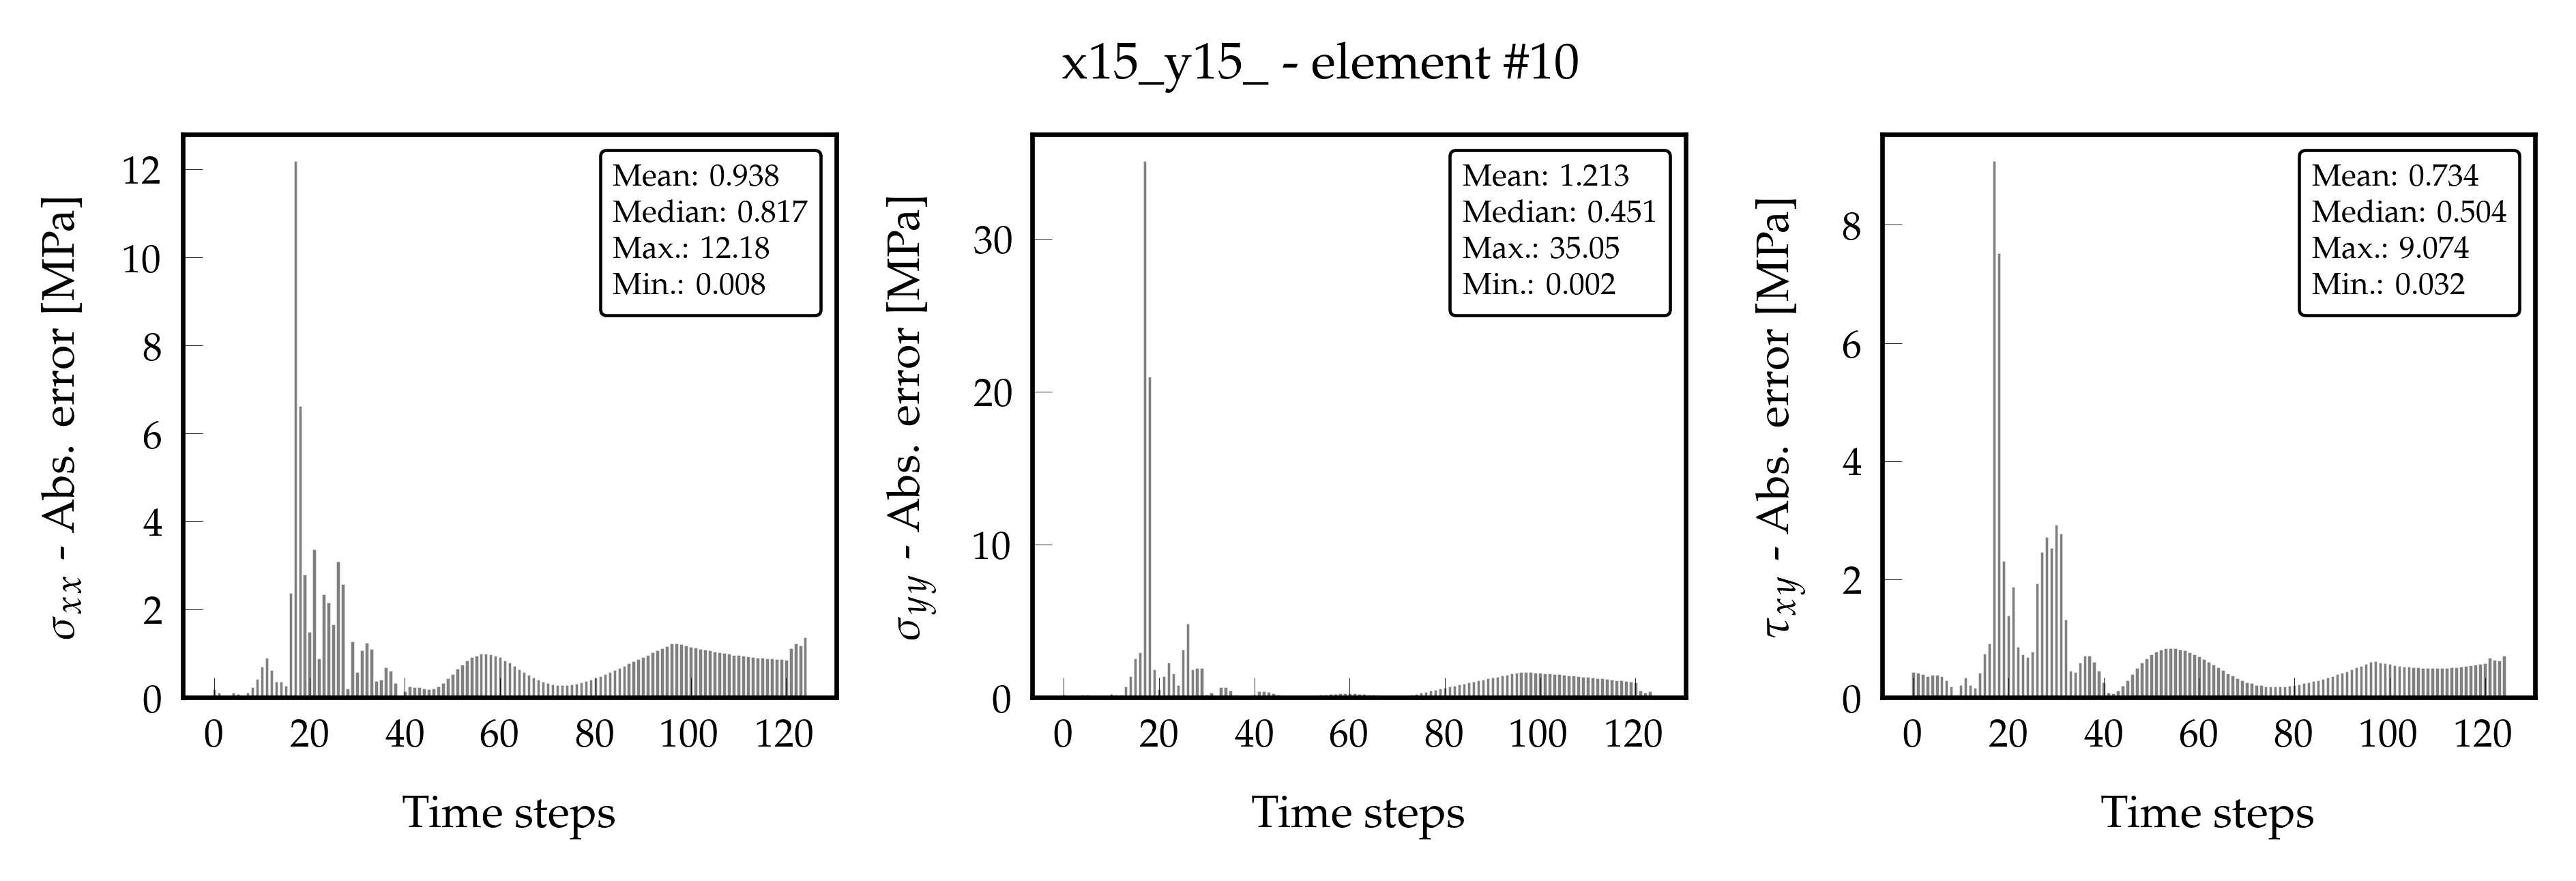 x15_y15_ - element #10
σxx - Abs. error [MPa]
12
10
8
6
4
2
0
Mean: 0.938
Median: 0.817
Max.: 12.18
Min.: 0.008
0 20 40 60 80 100 120
Time steps
σyy - Abs. error [MPa]
30
20
10
0
Mean: 1.213
Median: 0.451
Max.: 35.05
Min.: 0.002
0 20 40 60 80 100 120
Time steps
τxy - Abs. error [MPa]
8
6
4
2
0
Mean: 0.734
Median: 0.504
Max.: 9.074
Min.: 0.032
0 20 40 60 80 100 120
Time steps